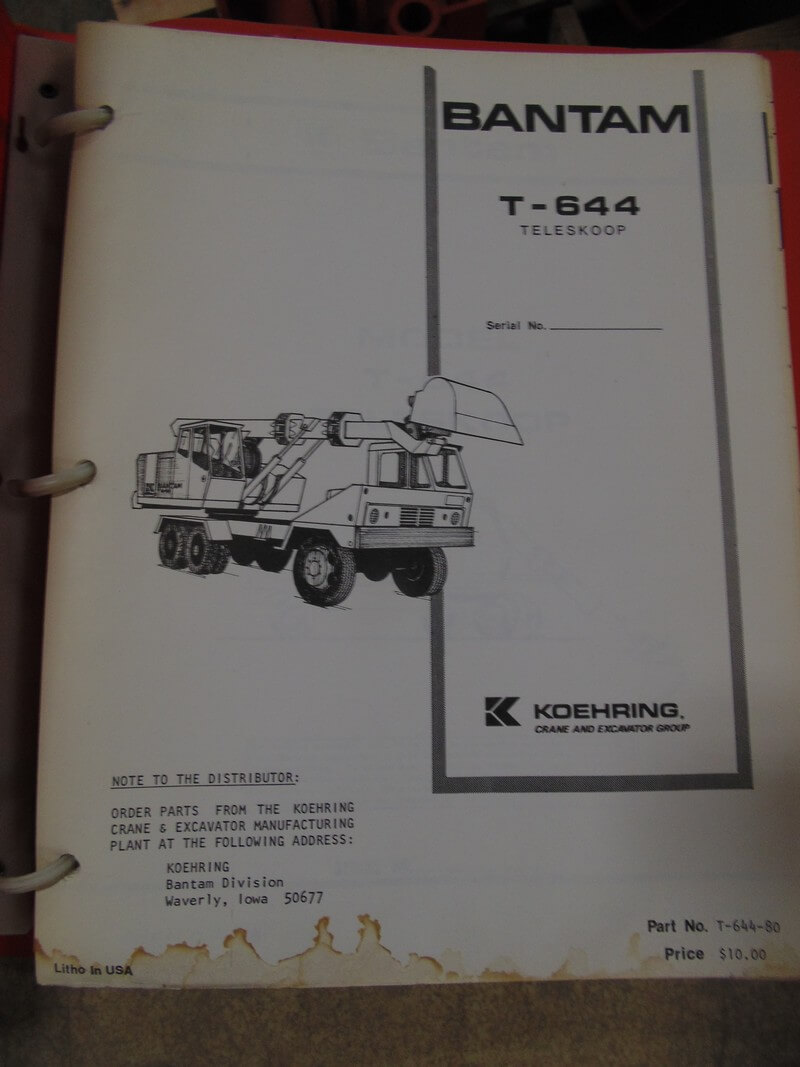 BANTAM
T-644
TELESKOOP
Serial No.
BANTAM
KOEHRING.
CRANE AND EXCAVATOR GROUP
NOTE TO THE DISTRIBUTOR:
ORDER PARTS FROM THE KOEHRING
CRANE & EXCAVATOR MANUFACTURING
PLANT AT THE FOLLOWING ADDRESS:
KOEHRING
Bantam Division
Waverly, Iowa 50677
Part No. T-644-80
Price $10.00
Litho In USA